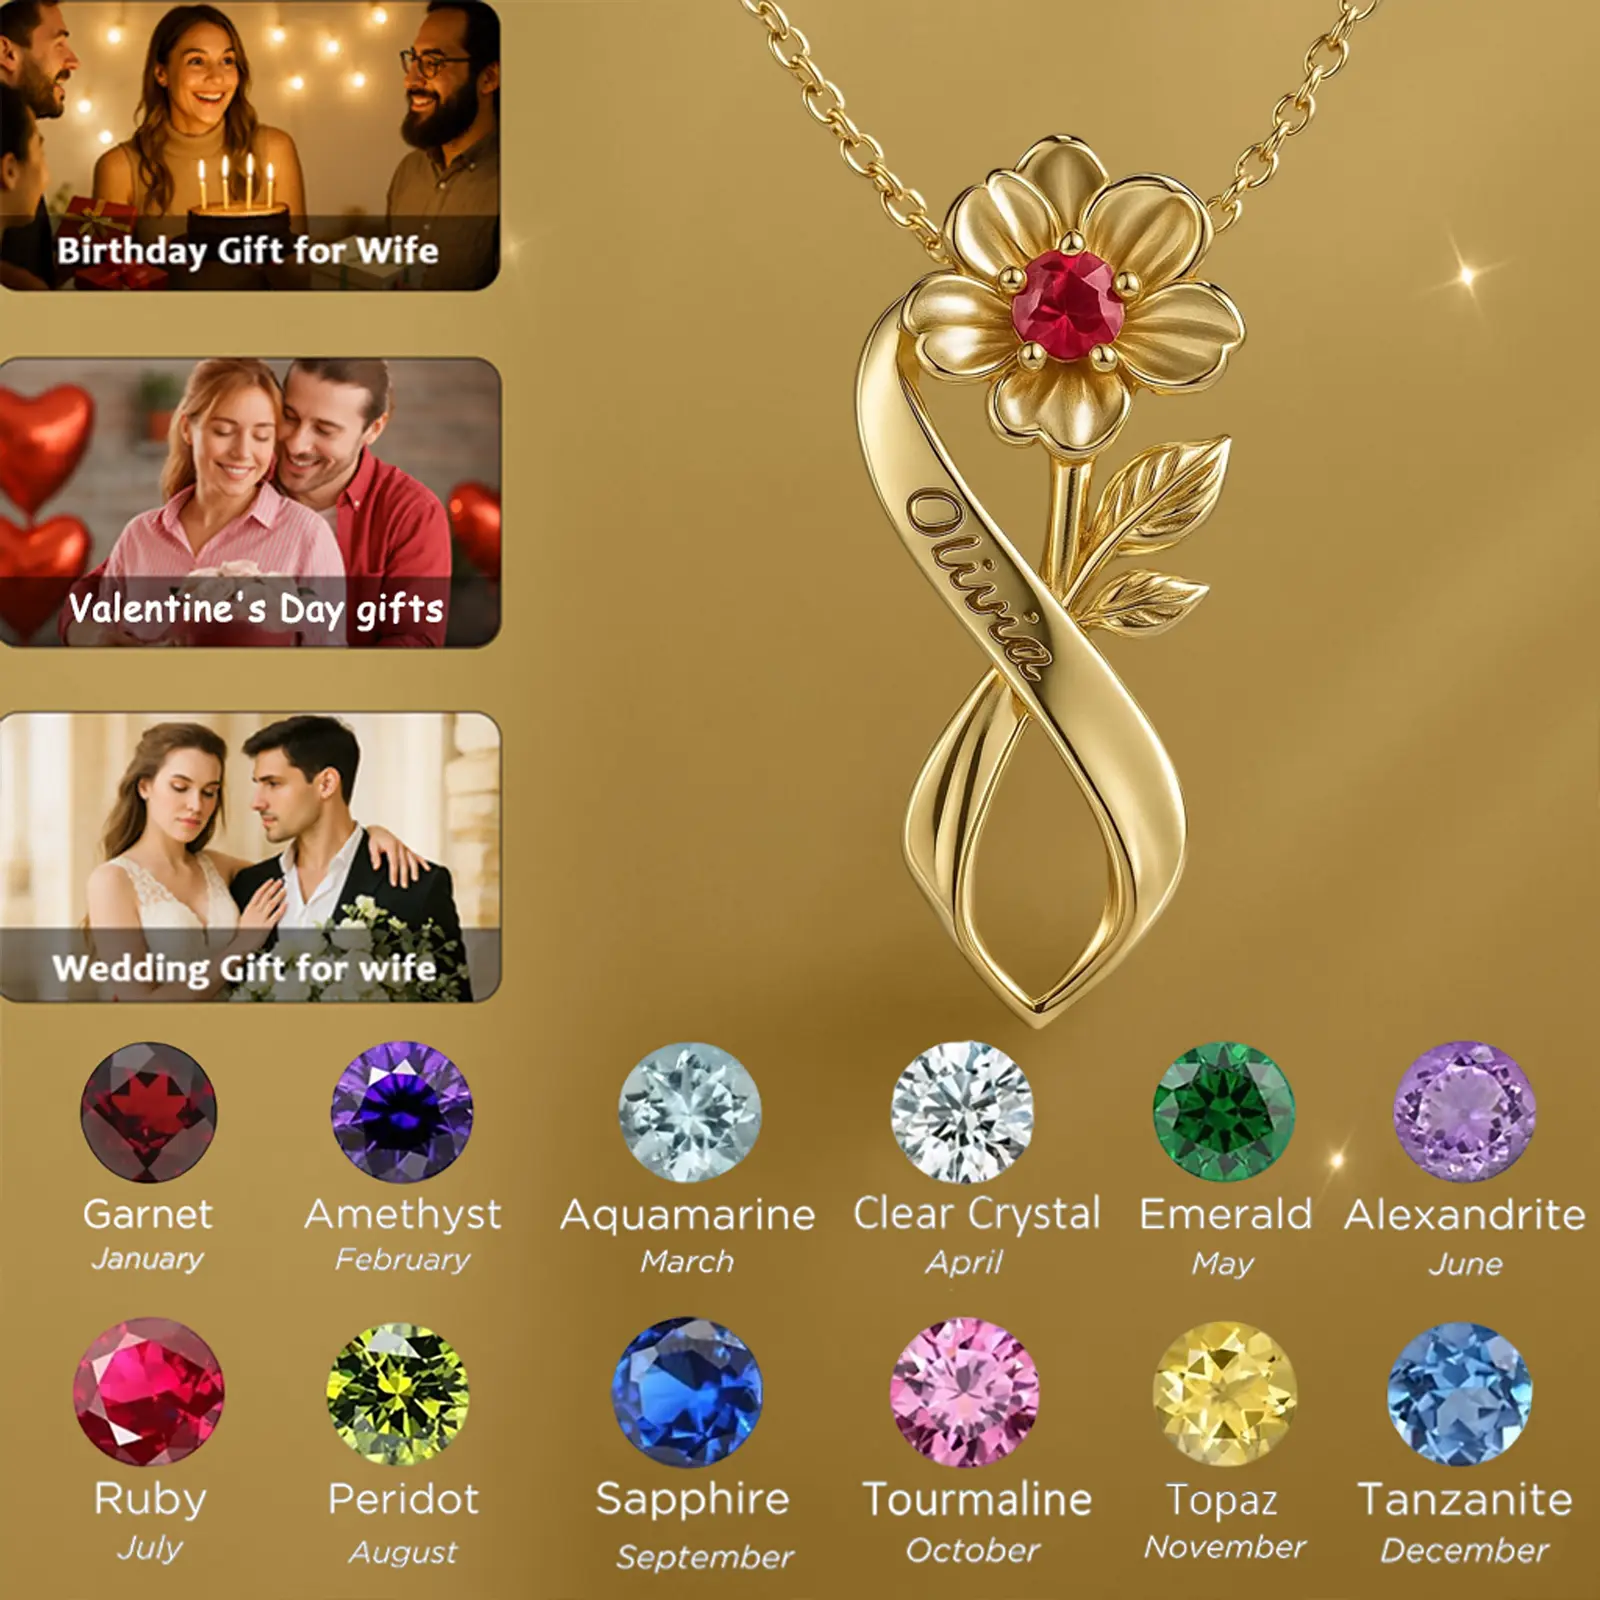 Birthday Gift for Wife
Valentine's Day gifts
Olivia
Wedding Gift for wife
Garnet
January
Amethyst
February
Aquamarine
March
Clear Crystal
April
Emerald
May
Alexandrite
June
Ruby
July
Peridot
August
Sapphire
September
Tourmaline
October
Topaz
November
Tanzanite
December